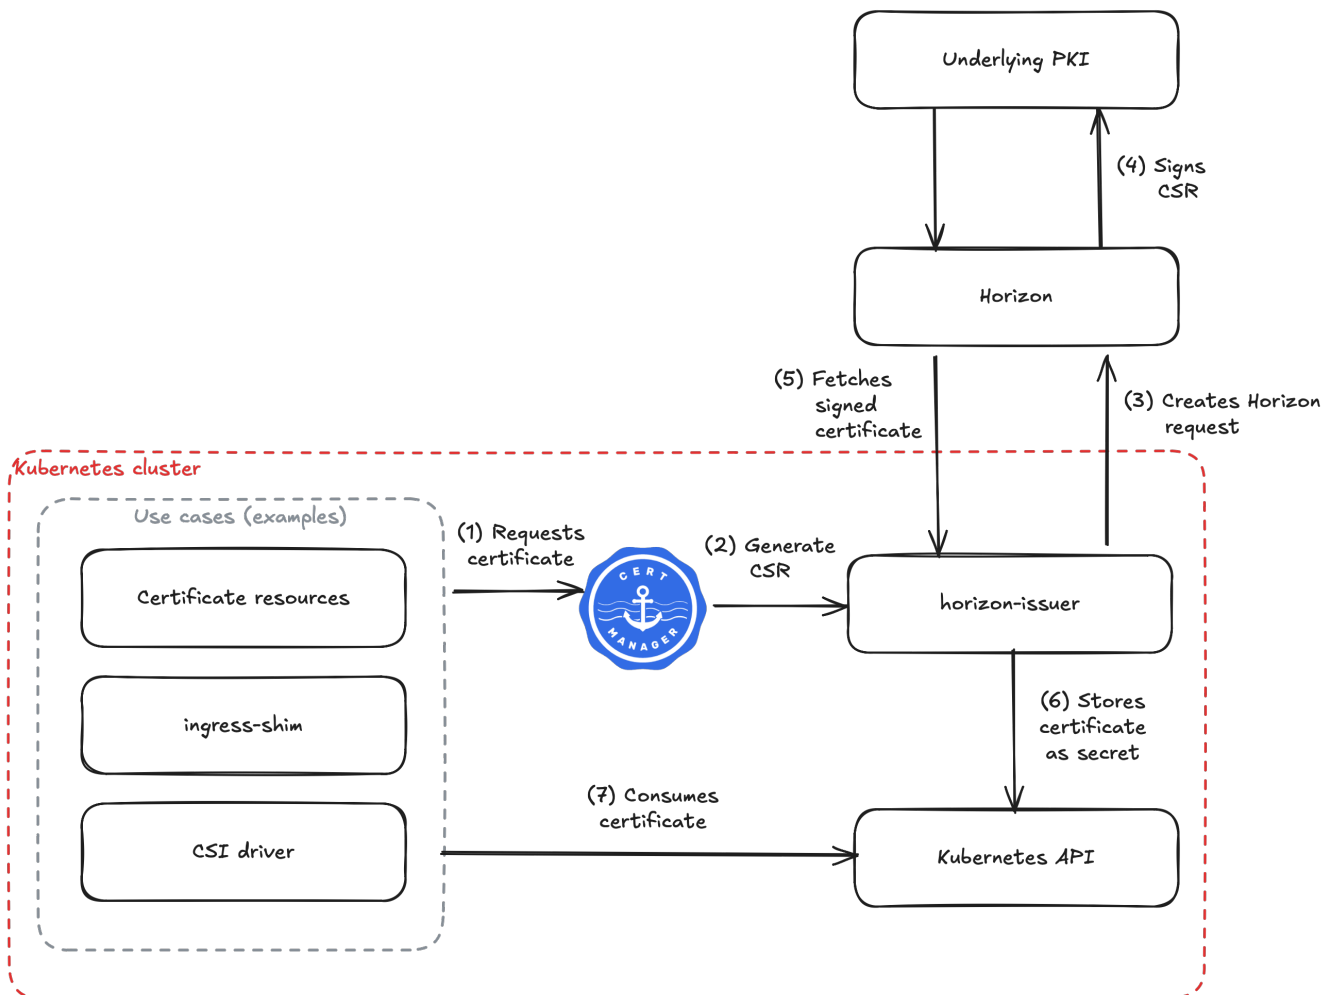 Underlying PKI
(4) Signs
CSR
Horizon
(5) Fetches
signed
certificate
(3) Creates Horizon
request
Kubernetes cluster
Use cases (examples)
Certificate resources
ingress-shim
CSI driver
(1) Requests
certificate
CERT
MANAGER
(2) Generate
CSR
horizon-issuer
(6) Stores
certificate
as secret
(7) Consumes
certificate
Kubernetes API